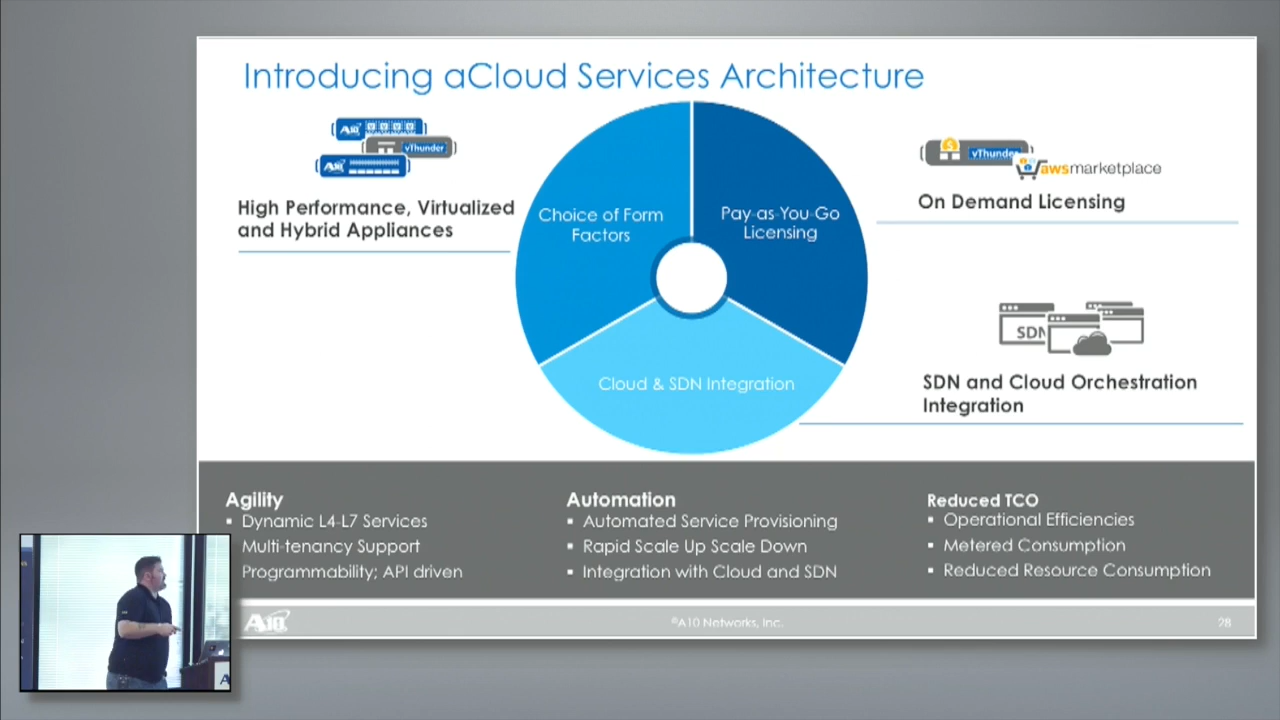 Introducing aCloud Services Architecture
A10
vThunder
A10
High Performance, Virtualized
and Hybrid Appliances
Choice of Form
Factors
Pay-as-You-Go
Licensing
Cloud & SDN Integration
$
vThunder
awsmarketplace
On Demand Licensing
SDN
SDN and Cloud Orchestration
Integration
Agility
▪ Dynamic L4-L7 Services
Multi-tenancy Support
Programmability; API driven
Automation
▪ Automated Service Provisioning
▪ Rapid Scale Up Scale Down
▪ Integration with Cloud and SDN
Reduced TCO
▪ Operational Efficiencies
▪ Metered Consumption
▪ Reduced Resource Consumption
A10
©A10 Networks, Inc.
28